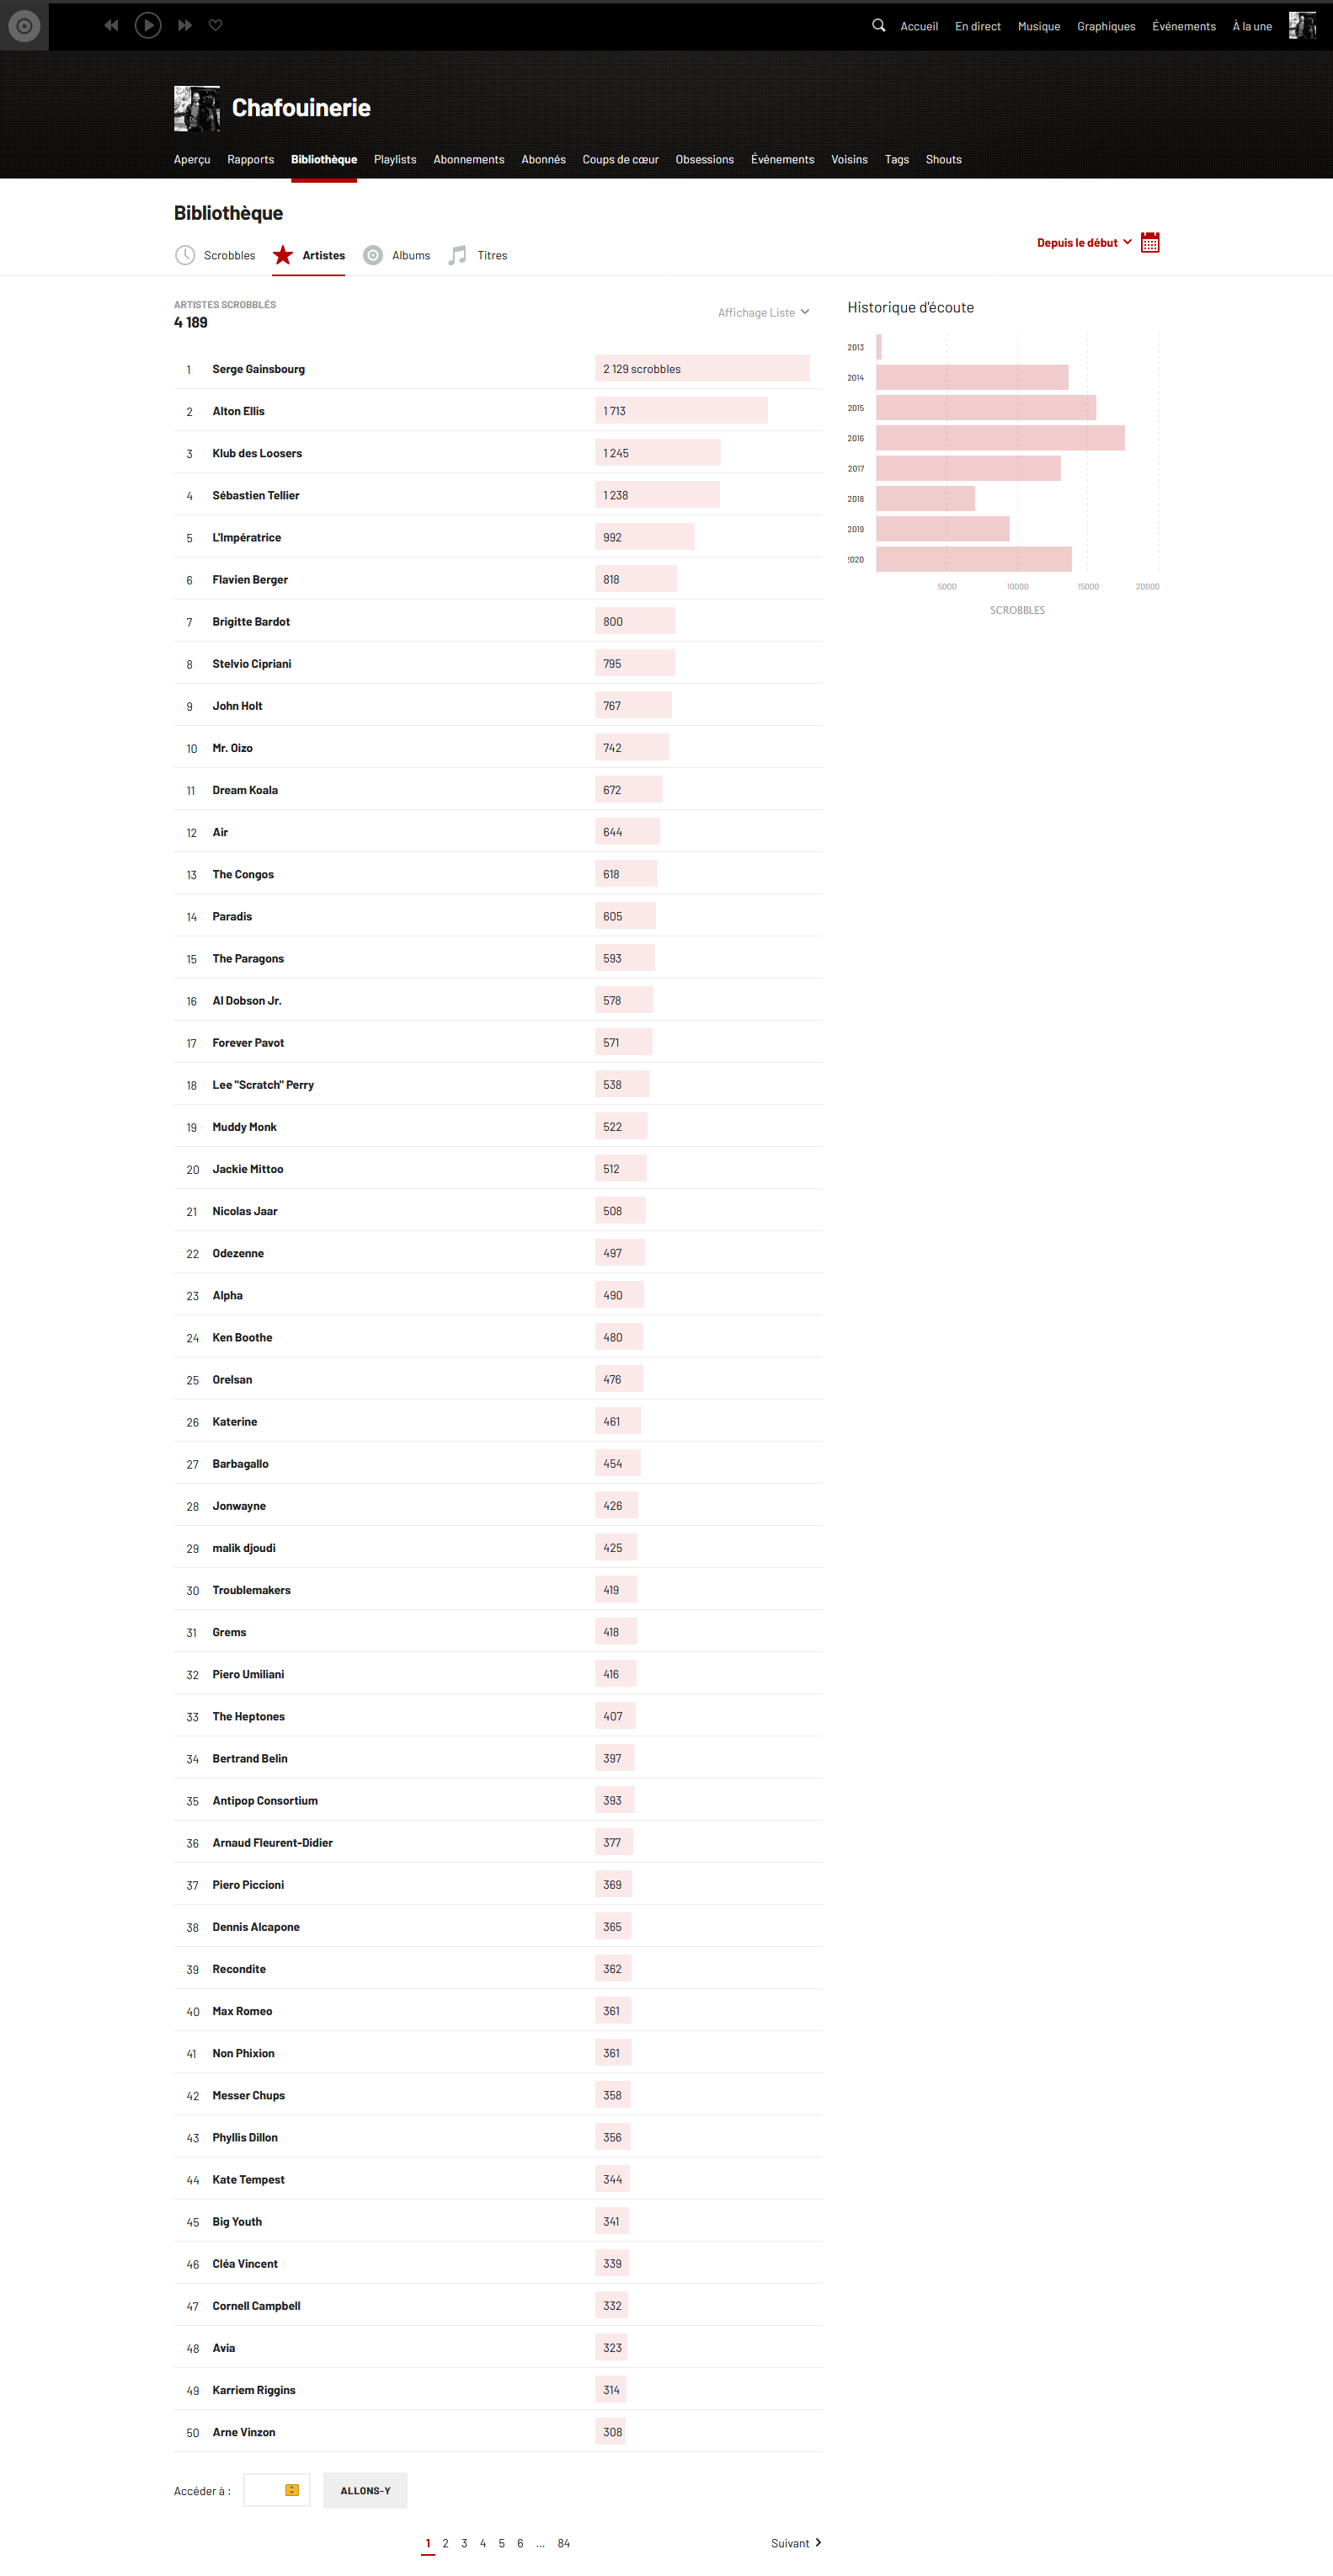 Accueil En direct Musique Graphiques Événements À la une
Chafouinerie
Aperçu Rapports Bibliothèque Playlists Abonnements Abonnés Coups de cœur Obsessions Événements Voisins Tags Shouts
Bibliothèque
Depuis le début
Scrobbles Artistes Albums Titres
ARTISTES SCROBBLÉS
4 189
Affichage Liste
1 Serge Gainsbourg 2 129 scrobbles
2 Alton Ellis 1 713
3 Klub des Loosers 1 245
4 Sébastien Tellier 1 238
5 L'Impératrice 992
6 Flavien Berger 818
7 Brigitte Bardot 800
8 Stelvio Cipriani 795
9 John Holt 767
10 Mr. Oizo 742
11 Dream Koala 672
12 Air 644
13 The Congos 618
14 Paradis 605
15 The Paragons 593
16 Al Dobson Jr. 578
17 Forever Pavot 571
18 Lee "Scratch" Perry 538
19 Muddy Monk 522
20 Jackie Mittoo 512
21 Nicolas Jaar 508
22 Odezenne 497
23 Alpha 490
24 Ken Boothe 480
25 Orelsan 476
26 Katerine 461
27 Barbagallo 454
28 Jonwayne 426
29 malik djoudi 425
30 Troublemakers 419
31 Grems 418
32 Piero Umiliani 416
33 The Heptones 407
34 Bertrand Belin 397
35 Antipop Consortium 393
36 Arnaud Fleurent-Didier 377
37 Piero Piccioni 369
38 Dennis Alcapone 365
39 Recondite 362
40 Max Romeo 361
41 Non Phixion 361
42 Messer Chups 358
43 Phyllis Dillon 356
44 Kate Tempest 344
45 Big Youth 341
46 Cléa Vincent 339
47 Cornell Campbell 332
48 Avia 323
49 Karriem Riggins 314
50 Arne Vinzon 308
Accéder à : ALLONS-Y
1 2 3 4 5 6 … 84 Suivant
Historique d'écoute
2013
2014
2015
2016
2017
2018
2019
2020
5000 10000 15000 20000
SCROBBLES